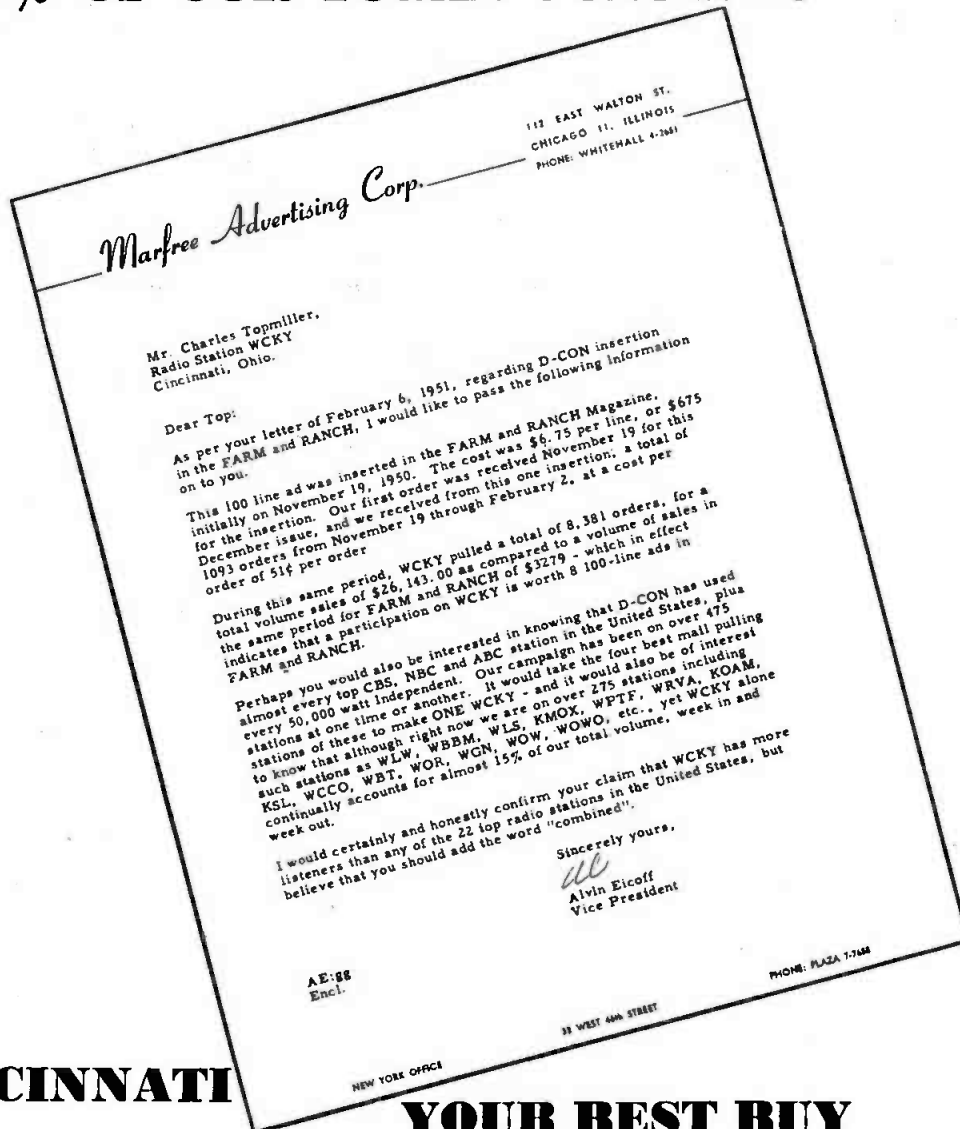 112 EAST WALTON ST.
CHICAGO 11, ILLINOIS
PHONE: WHITEHALL 4-2681
Marfree Advertising Corp.
Mr. Charles Topmiller,
Radio Station WCKY
Cincinnati, Ohio.
Dear Top:
As per your letter of February 6, 1951, regarding D-CON insertion
in the FARM and RANCH, I would like to pass the following information
on to you.
This 100 line ad was inserted in the FARM and RANCH Magazine,
initially on November 19, 1950. The cost was $6.75 per line, or $675
for the insertion. Our first order was received November 19 for this
December issue, and we received from this one insertion; a total of
1093 orders from November 19 through February 2, at a cost per
order of 51¢ per order
During this same period, WCKY pulled a total of 8,381 orders, for a
total volume sales of $26,143.00 as compared to a volume of sales in
the same period for FARM and RANCH of $3279 - which in effect
indicates that a participation on WCKY is worth 8 100-line ads in
FARM and RANCH.
Perhaps you would also be interested in knowing that D-CON has used
almost every top CBS, NBC and ABC station in the United States, plus
every 50,000 watt Independent. Our campaign has been on over 475
stations at one time or another. It would take the four best mail pulling
stations of these to make ONE WCKY - and it would also be of interest
to know that although right now we are on over 275 stations including
such stations as WLW, WBBM, WLS, KMOX, WPTF, WRVA, KOAM,
KSL, WCCO, WBT, WOR, WGN, WOW, WOWO, etc., yet WCKY alone
continually accounts for almost 15% of our total volume, week in and
week out.
I would certainly and honestly confirm your claim that WCKY has more
listeners than any of the 22 top radio stations in the United States, but
believe that you should add the word "combined".
Sincerely yours,
Alvin Eicoff
Vice President
AE:gg
Encl.
NEW YORK OFFICE
33 WEST 46th STREET
PHONE: PLAZA 7-7688
CINNATI
YOUR BEST BUY